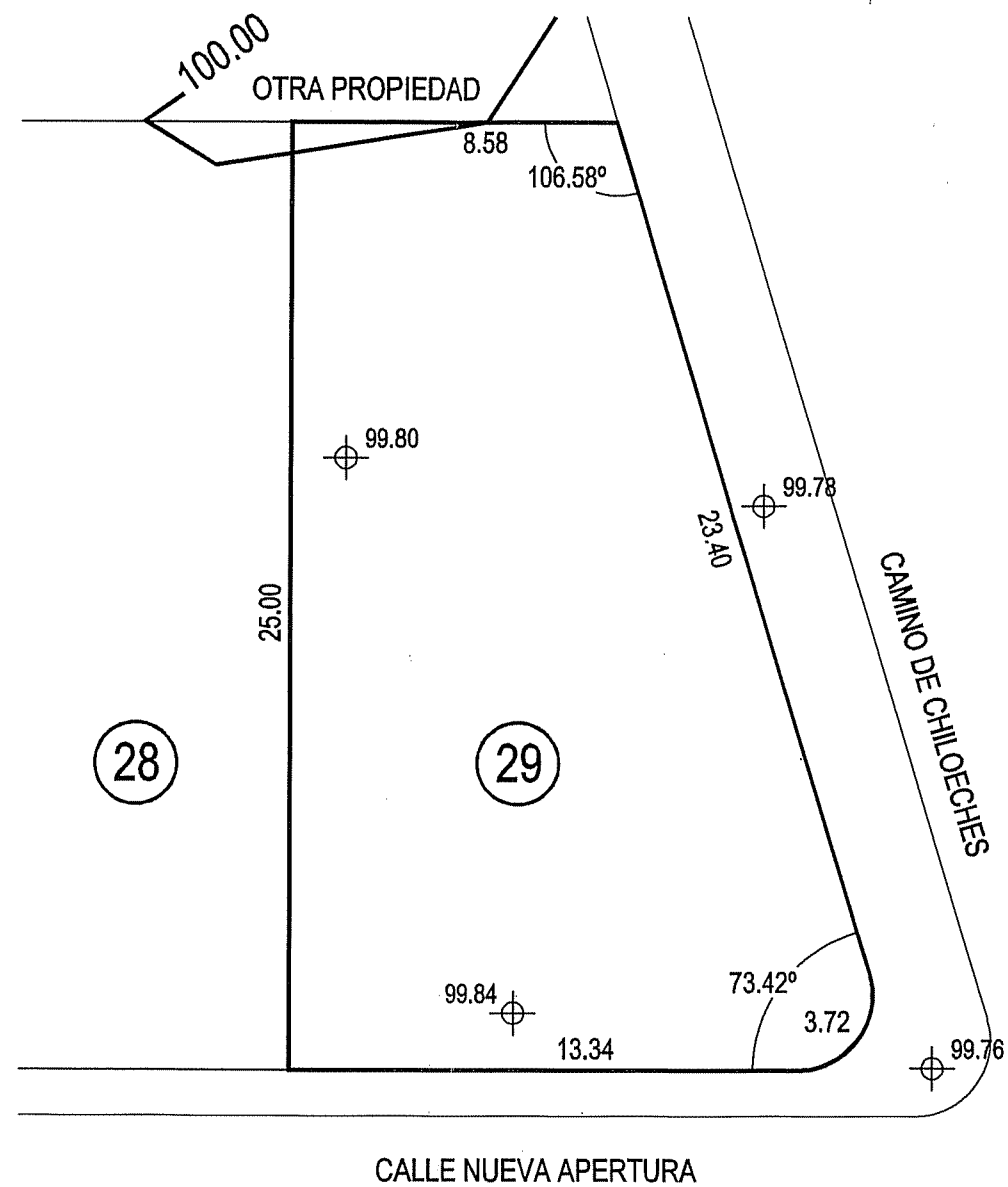 100.00
OTRA PROPIEDAD
8.58
106.58º
99.80
99.78
23.40
25.00
CAMINO DE CHILOECHES
28
29
73.42º
99.84
3.72
13.34
99.76
CALLE NUEVA APERTURA